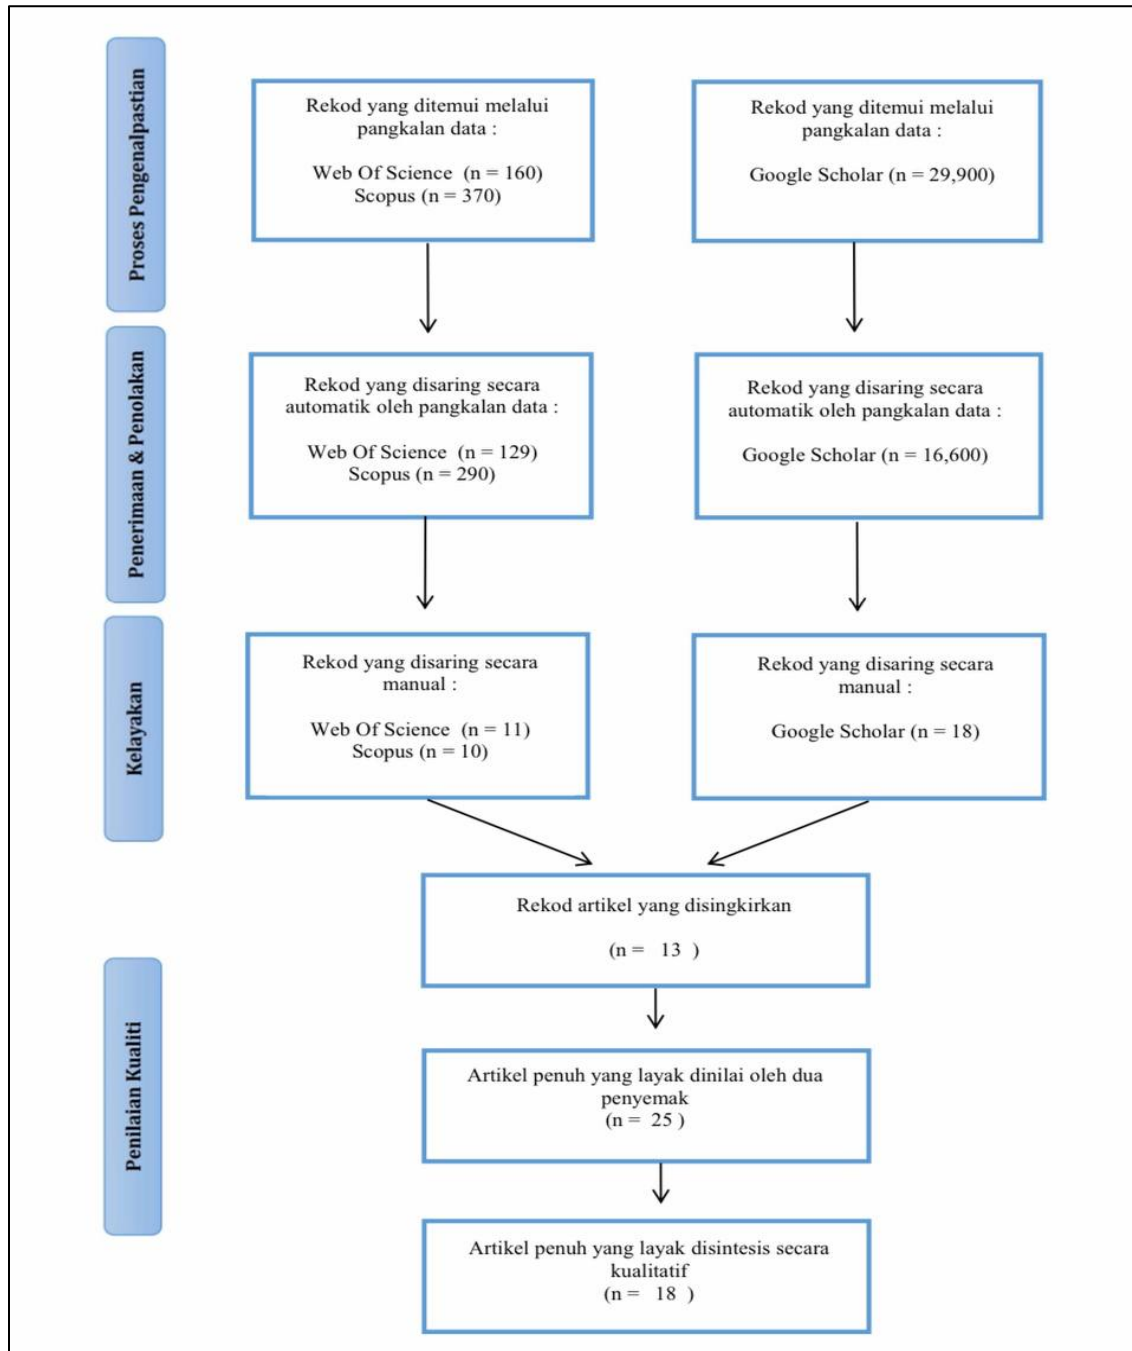 Proses Pengenalpastian
Rekod yang ditemui melalui
pangkalan data :
Web Of Science (n = 160)
Scopus (n = 370)
Rekod yang ditemui melalui
pangkalan data :
Google Scholar (n = 29,900)
Penerimaan & Penolakan
Rekod yang disaring secara
automatik oleh pangkalan data :
Web Of Science (n = 129)
Scopus (n = 290)
Rekod yang disaring secara
automatik oleh pangkalan data :
Google Scholar (n = 16,600)
Kelayakan
Rekod yang disaring secara
manual :
Web Of Science (n = 11)
Scopus (n = 10)
Rekod yang disaring secara
manual :
Google Scholar (n = 18)
Rekod artikel yang disingkirkan
(n = 13 )
Penilaian Kualiti
Artikel penuh yang layak dinilai oleh dua
penyemak
(n = 25 )
Artikel penuh yang layak disintesis secara
kualitatif
(n = 18 )